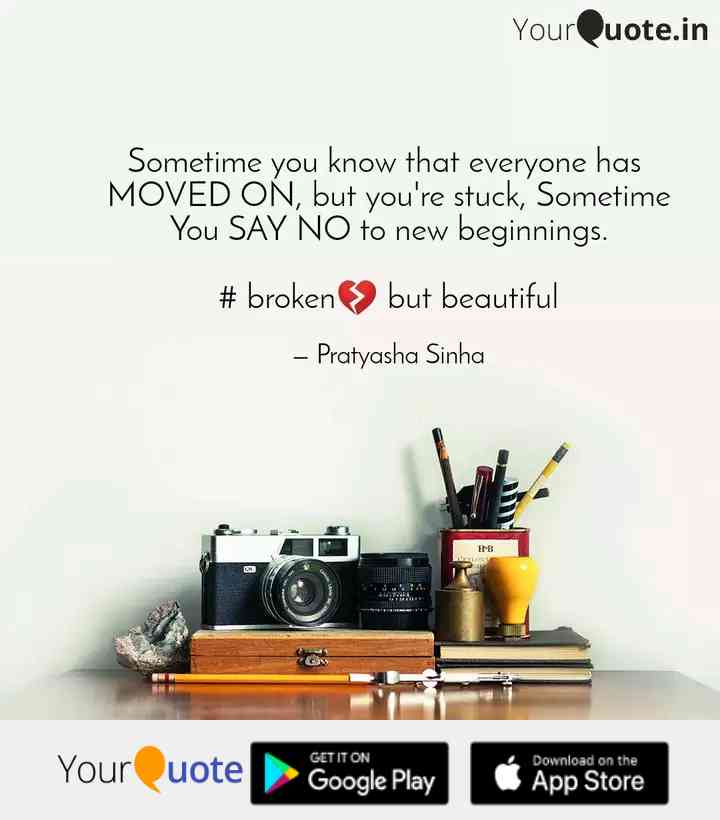 YourQuote.in
Sometime you know that everyone has
MOVED ON, but you're stuck, Sometime
You SAY NO to new beginnings.
# broken💔 but beautiful
– Pratyasha Sinha
H&B
YourQuote
GET IT ON
Google Play
Download on the
App Store